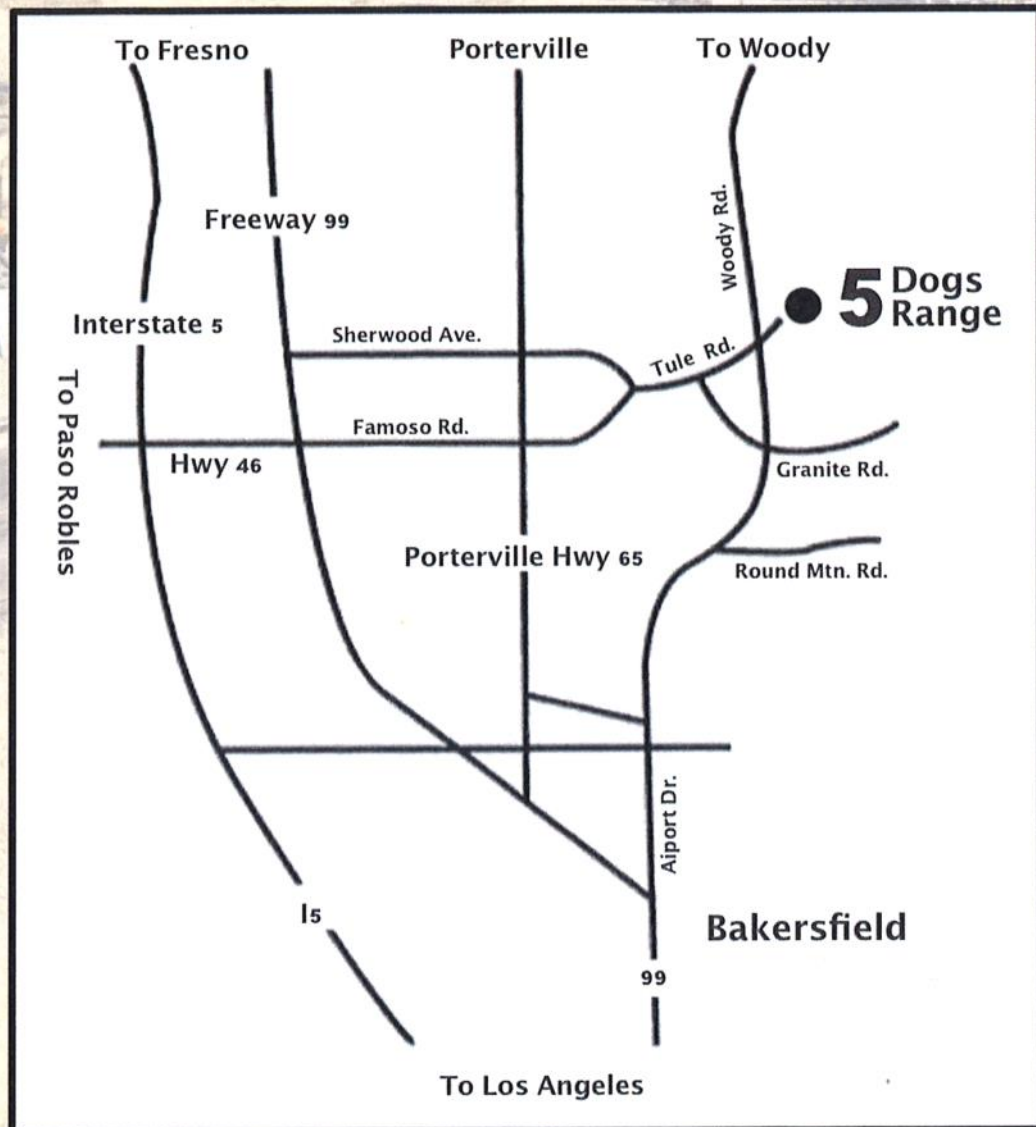 To Fresno
Porterville
To Woody
Freeway 99
Woody Rd.
5 Dogs
Range
Interstate 5
Sherwood Ave.
Tule Rd.
To Paso Robles
Famoso Rd.
Hwy 46
Granite Rd.
Porterville Hwy 65
Round Mtn. Rd.
Aiport Dr.
I5
Bakersfield
99
To Los Angeles